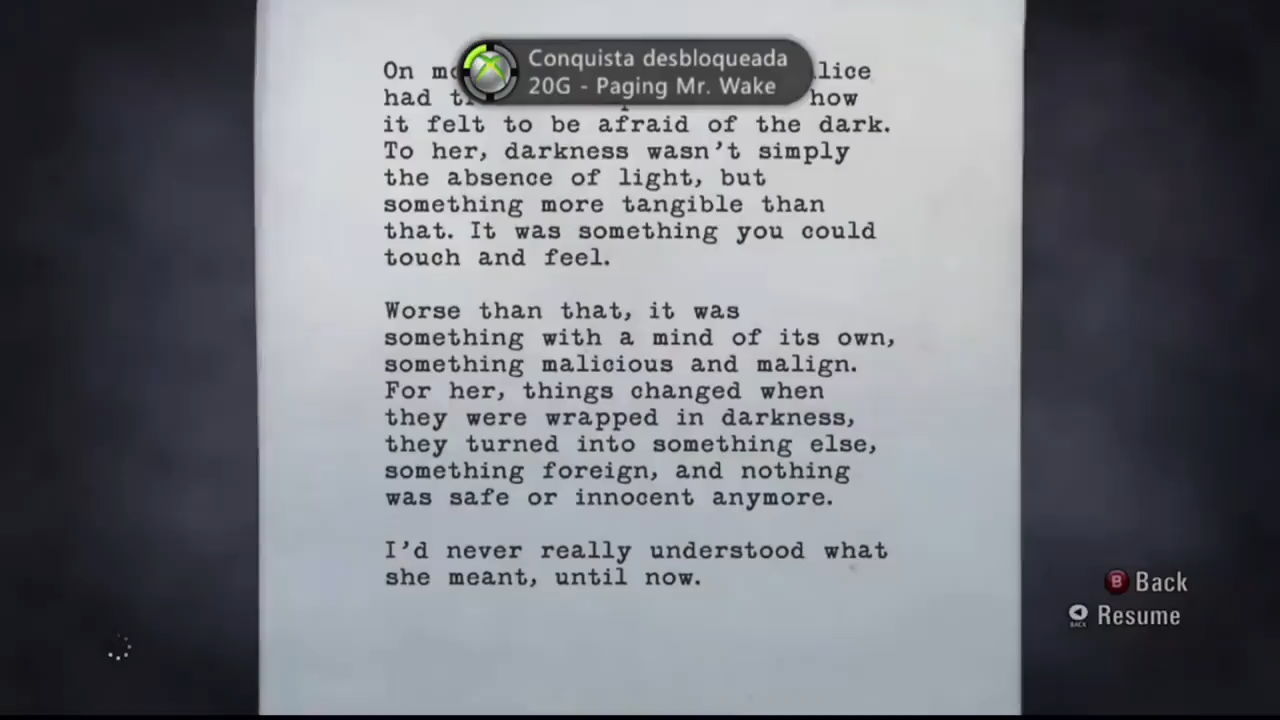 Conquista desbloqueada
20G - Paging Mr. Wake
On
had how
it felt to be afraid of the dark.
To her, darkness wasn't simply
the absence of light, but
something more tangible than
that. It was something you could
touch and feel.
Worse than that, it was
something with a mind of its own,
something malicious and malign.
For her, things changed when
they were wrapped in darkness,
they turned into something else,
something foreign, and nothing
was safe or innocent anymore.
I'd never really understood what
she meant, until now.
B Back
BACK Resume